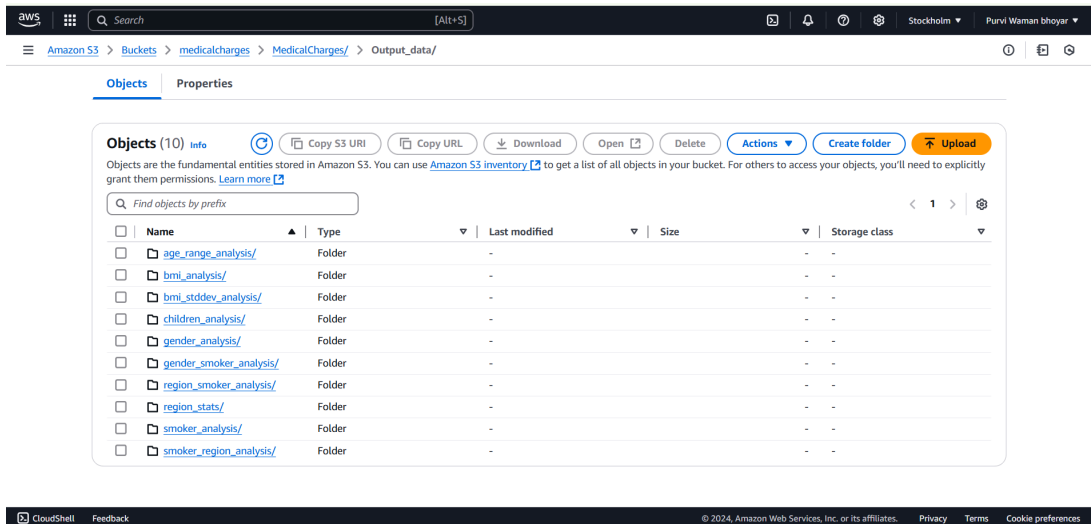 aws Search [Alt+S] Stockholm ▼ Purvi Waman bhoyar ▼
Amazon S3 > Buckets > medicalcharges > MedicalCharges/ > Output_data/
Objects Properties
Objects (10) Info Copy S3 URI Copy URL Download Open Delete Actions ▼ Create folder Upload
Objects are the fundamental entities stored in Amazon S3. You can use Amazon S3 inventory to get a list of all objects in your bucket. For others to access your objects, you'll need to explicitly
grant them permissions. Learn more
Find objects by prefix < 1 >
Name ▲ Type Last modified Size Storage class
age_range_analysis/ Folder - - -
bmi_analysis/ Folder - - -
bmi_stddev_analysis/ Folder - - -
children_analysis/ Folder - - -
gender_analysis/ Folder - - -
gender_smoker_analysis/ Folder - - -
region_smoker_analysis/ Folder - - -
region_stats/ Folder - - -
smoker_analysis/ Folder - - -
smoker_region_analysis/ Folder - - -
CloudShell Feedback © 2024, Amazon Web Services, Inc. or its affiliates. Privacy Terms Cookie preferences